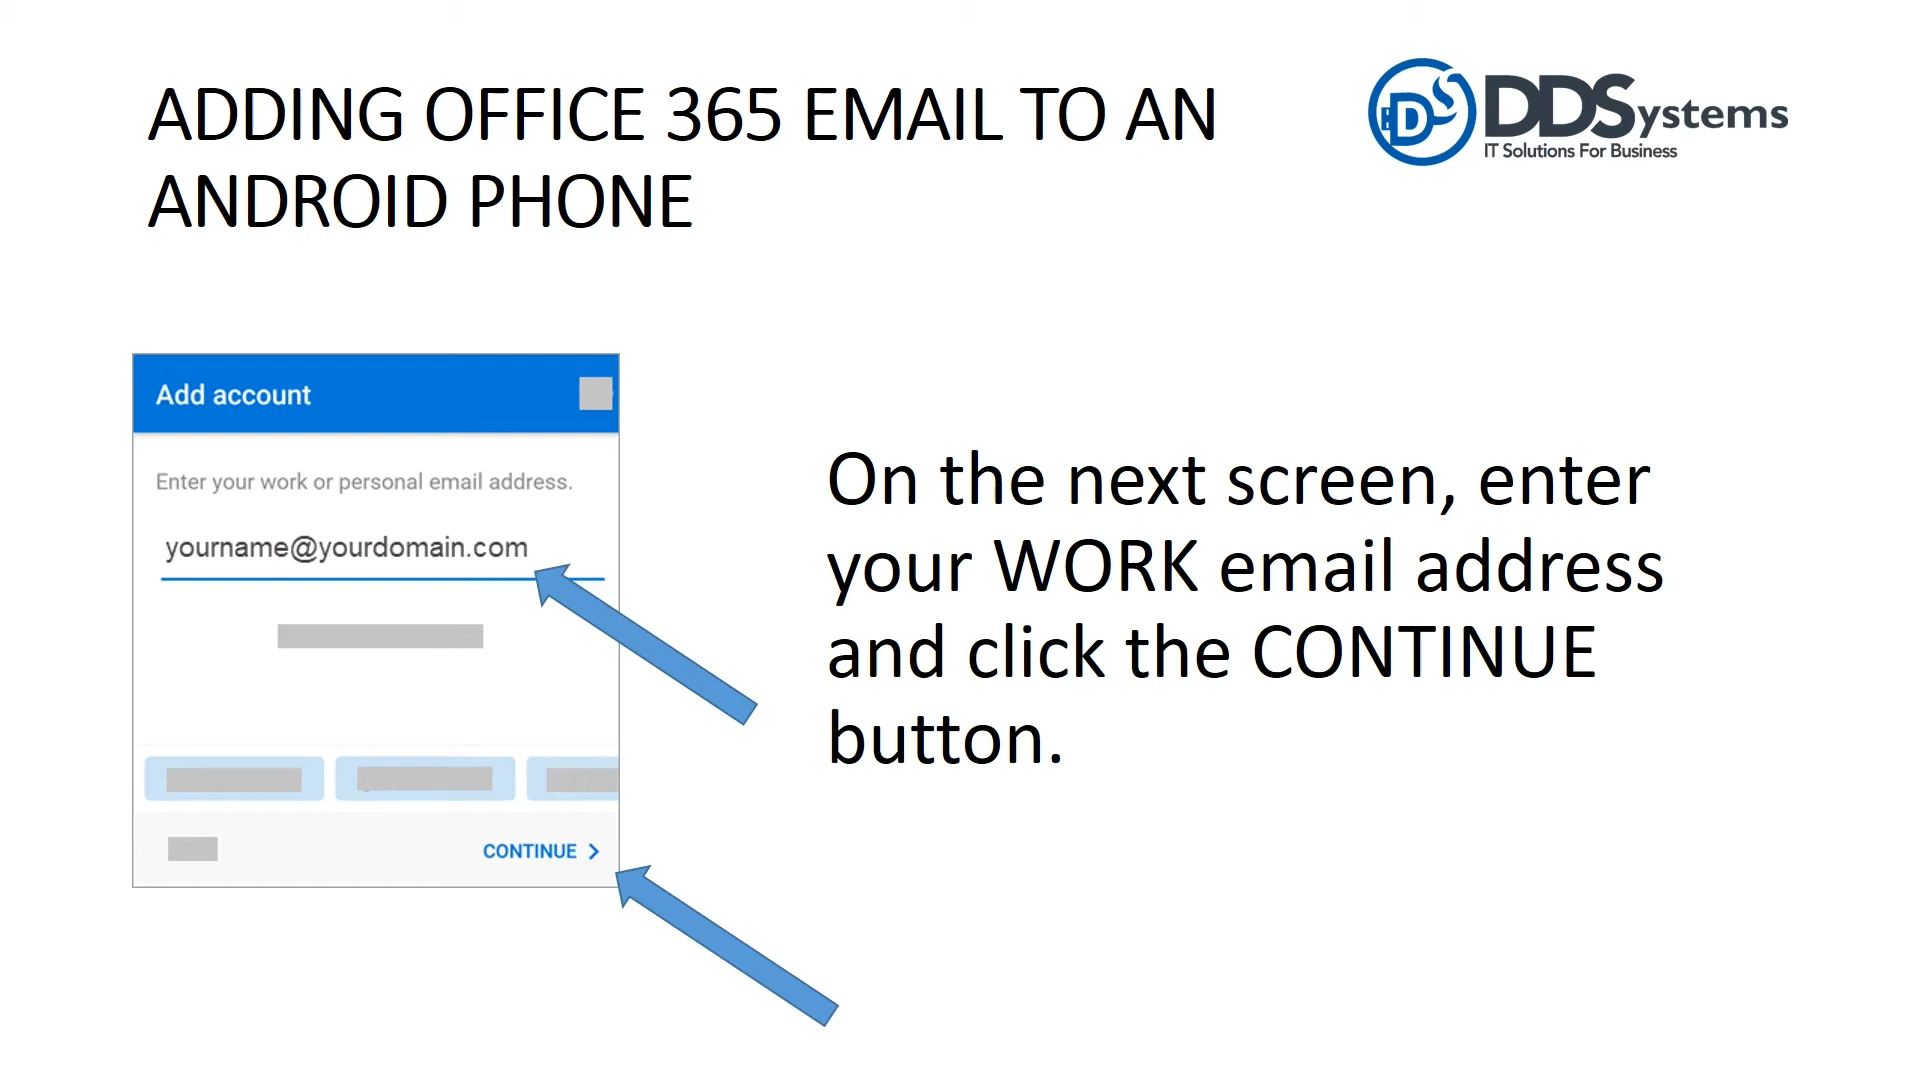 ADDING OFFICE 365 EMAIL TO AN
ANDROID PHONE
DDSystems
IT Solutions For Business
Add account
Enter your work or personal email address.
yourname@yourdomain.com
CONTINUE >
On the next screen, enter
your WORK email address
and click the CONTINUE
button.